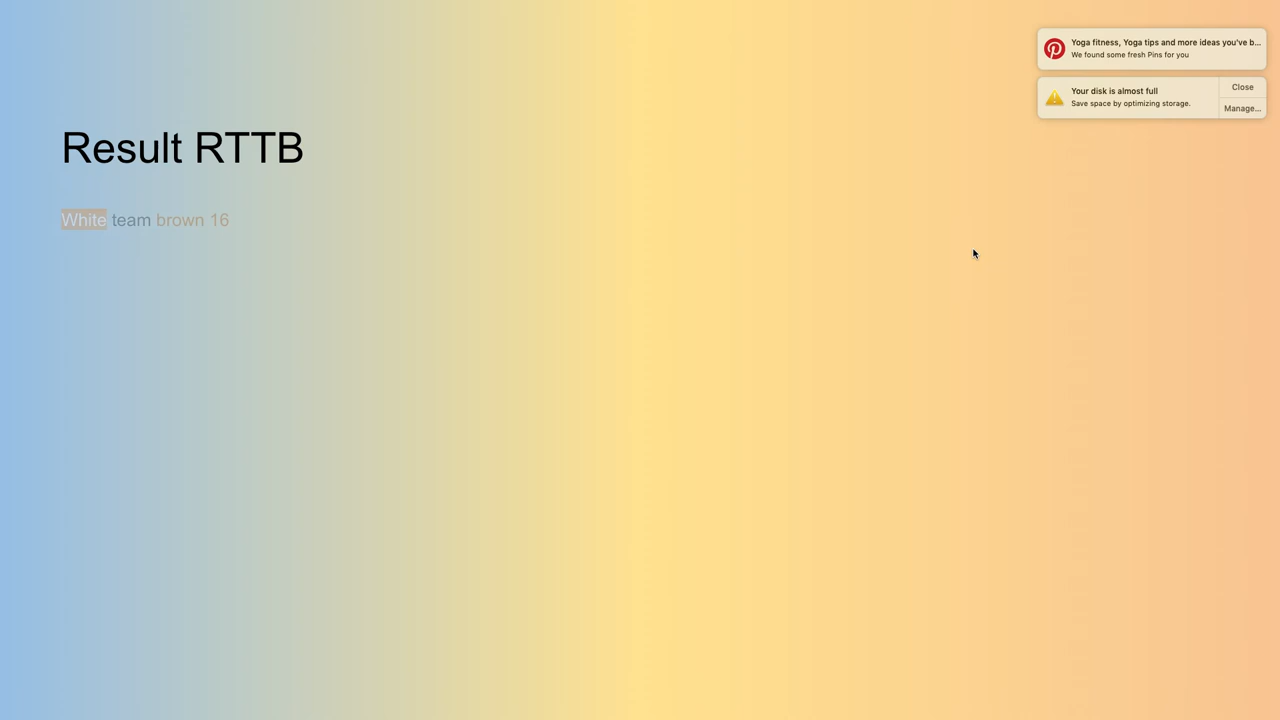 Yoga fitness, Yoga tips and more ideas you've b...
We found some fresh Pins for you
Your disk is almost full
Save space by optimizing storage.
Close
Manage...
Result RTTB
White team brown 16